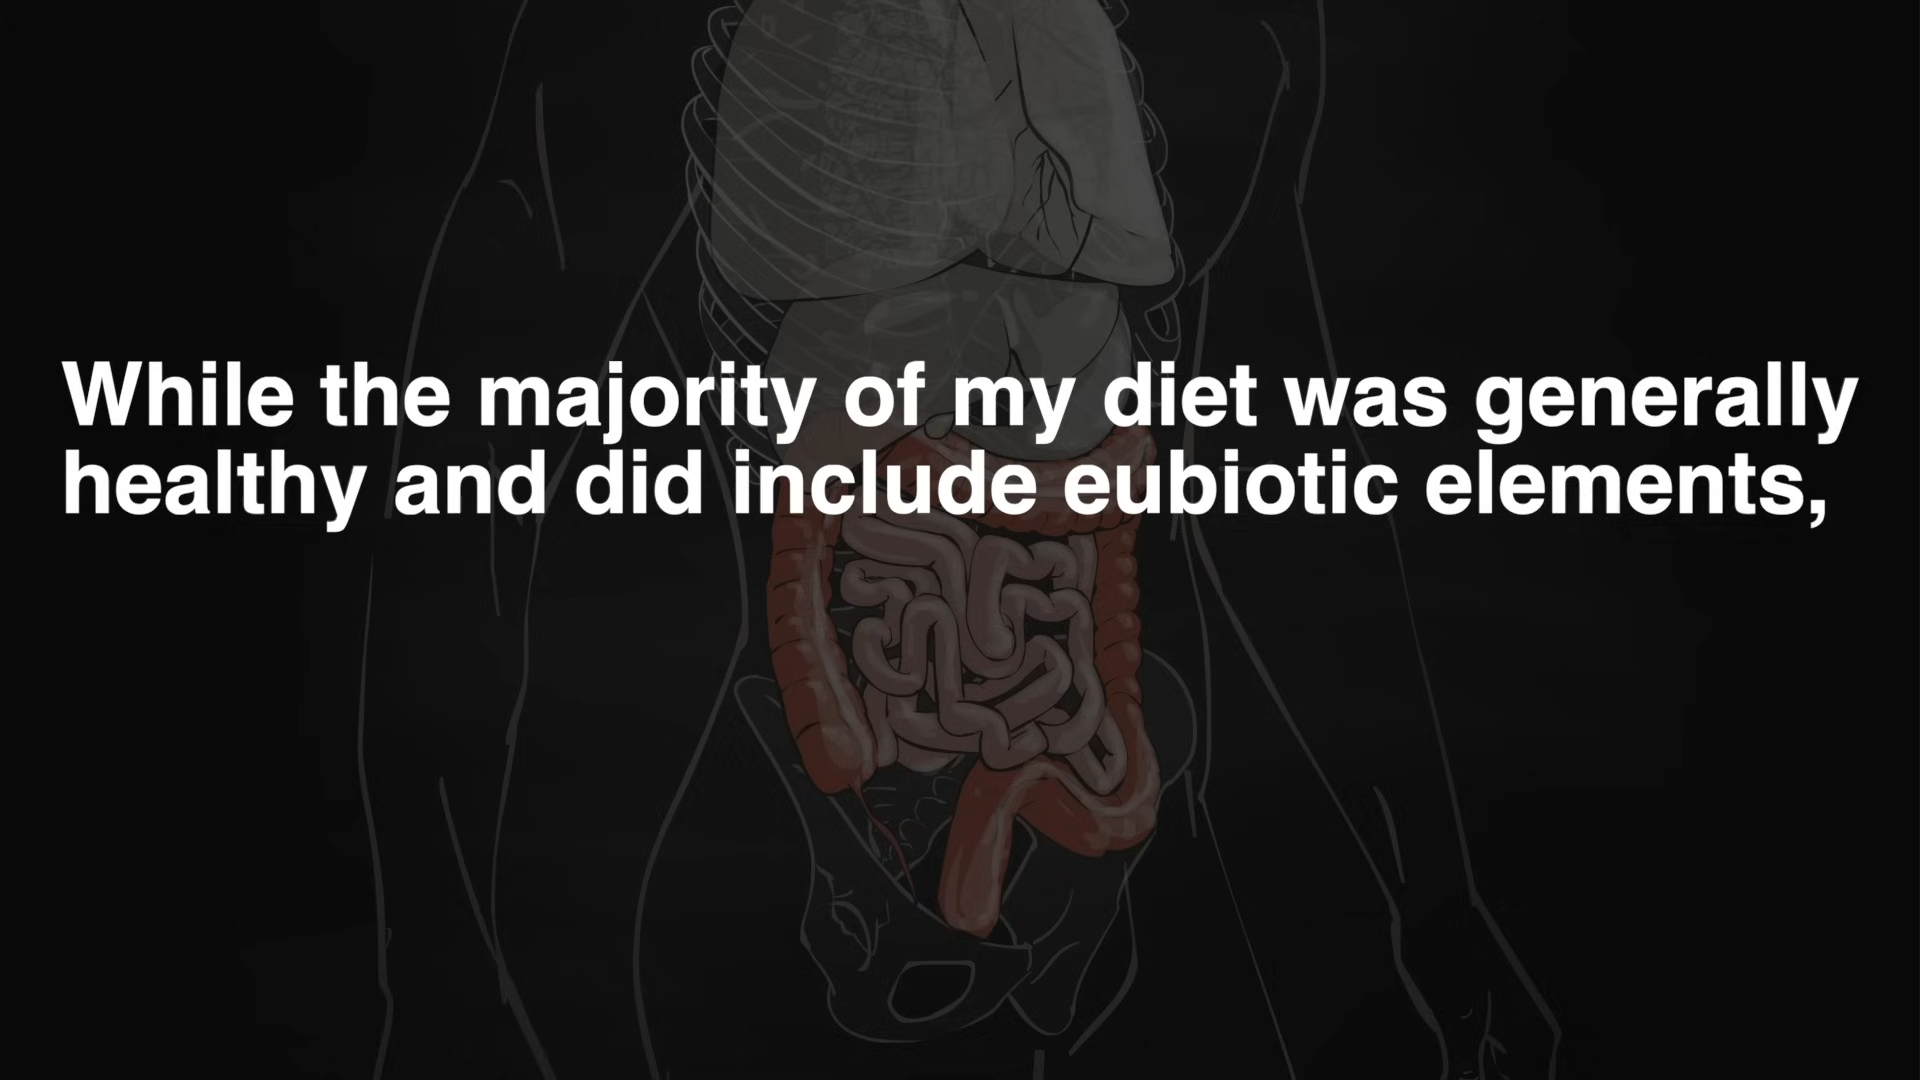 While the majority of my diet was generally
healthy and did include eubiotic elements,